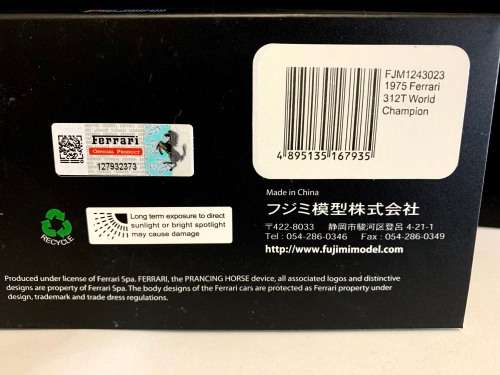 FJM1243023
1975 Ferrari
312T World
Champion
4 895135 167935
Ferrari
OFFICIAL PRODUCT
127932373
Made in China
フジミ模型株式会社
〒422-8033 静岡市駿河区登呂 4-21-1
Tel : 054-286-0346 Fax : 054-286-0349
http://www.fujimimodel.com
RECYCLE
Long term exposure to direct
sunlight or bright spotlight
may cause damage
Produced under license of Ferrari Spa. FERRARI, the PRANCING HORSE device, all associated logos and distinctive
designs are property of Ferrari Spa. The body designs of the Ferrari cars are protected as Ferrari property under
design, trademark and trade dress regulations.